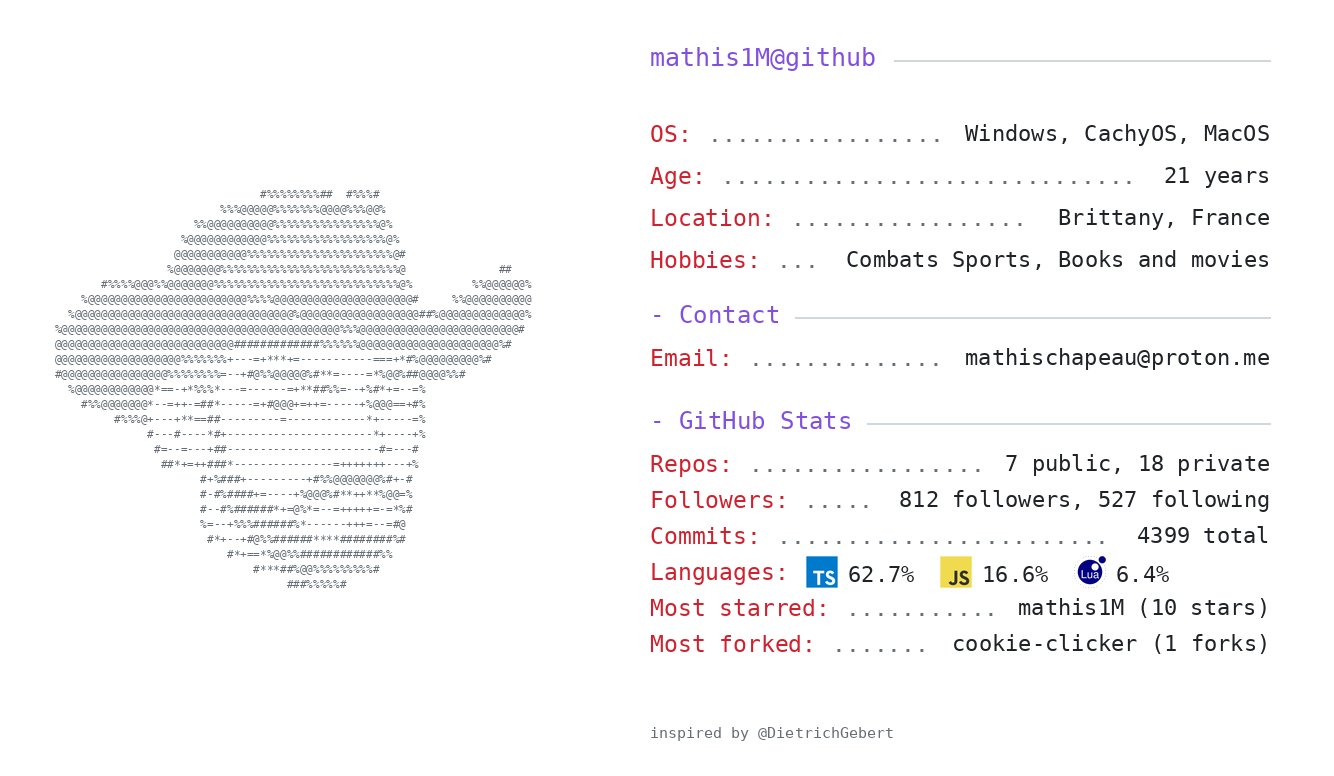 mathis1M@github
OS: ................. Windows, CachyOS, MacOS
Age: .............................. 21 years
Location: ................. Brittany, France
Hobbies: ... Combats Sports, Books and movies
- Contact
Email: .............. mathischapeau@proton.me
- GitHub Stats
Repos: ................. 7 public, 18 private
Followers: ..... 812 followers, 527 following
Commits: ........................ 4399 total
Languages: TS 62.7% JS 16.6% Lua 6.4%
Most starred: ........... mathis1M (10 stars)
Most forked: ....... cookie-clicker (1 forks)
inspired by @DietrichGebert